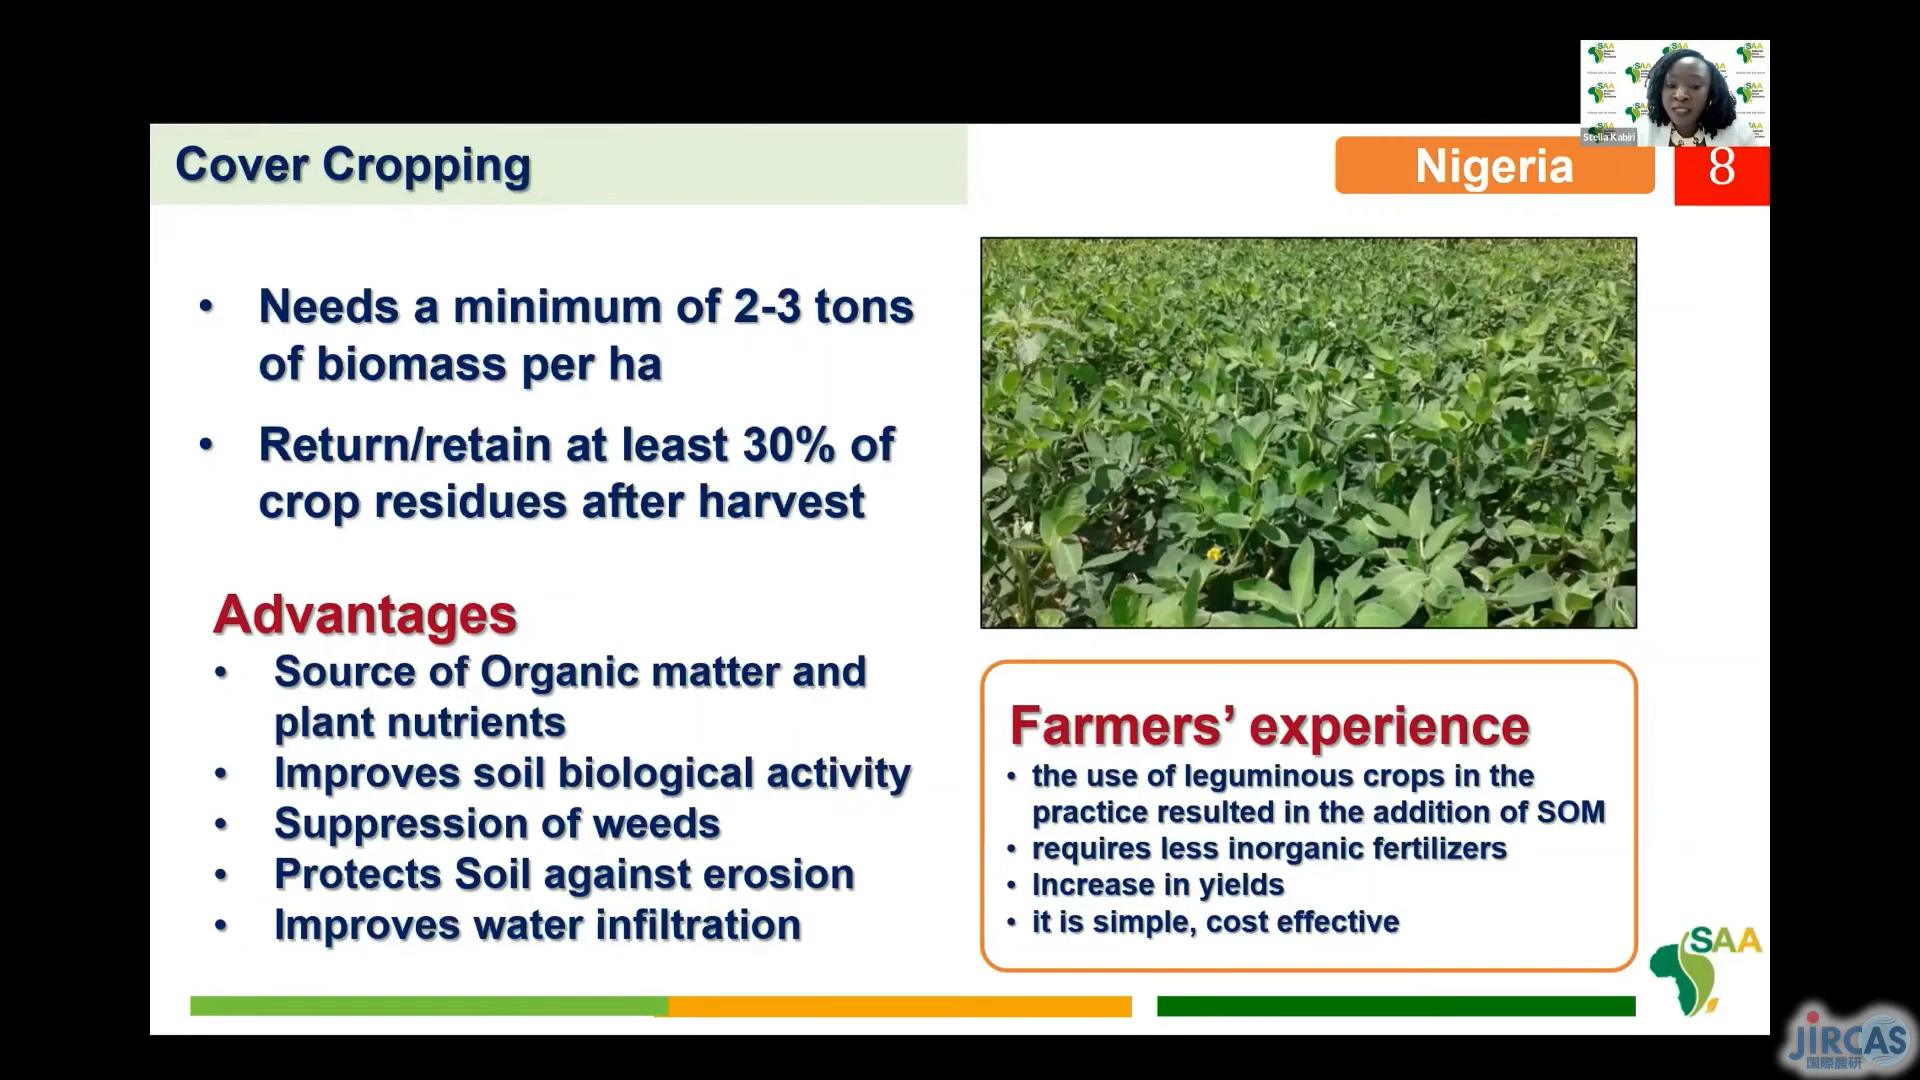 SAA
Stella Kabiri
Cover Cropping
Nigeria
8
• Needs a minimum of 2-3 tons
of biomass per ha
• Return/retain at least 30% of
crop residues after harvest
Advantages
• Source of Organic matter and
plant nutrients
• Improves soil biological activity
• Suppression of weeds
• Protects Soil against erosion
• Improves water infiltration
Farmers’ experience
• the use of leguminous crops in the
practice resulted in the addition of SOM
• requires less inorganic fertilizers
• Increase in yields
• it is simple, cost effective
SAA
JIRCAS
国際農研